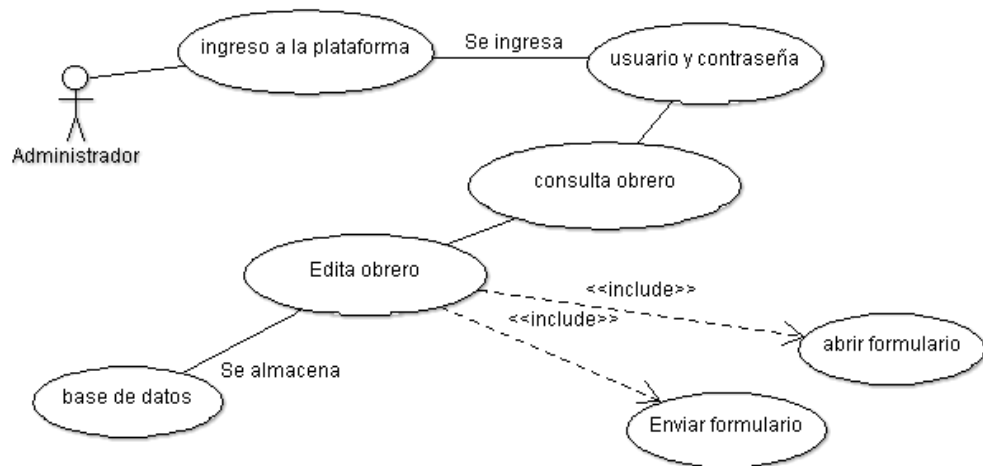 ingreso a la plataforma
Se ingresa
usuario y contraseña
Administrador
consulta obrero
Edita obrero
<<include>>
<<include>>
abrir formulario
Se almacena
base de datos
Enviar formulario